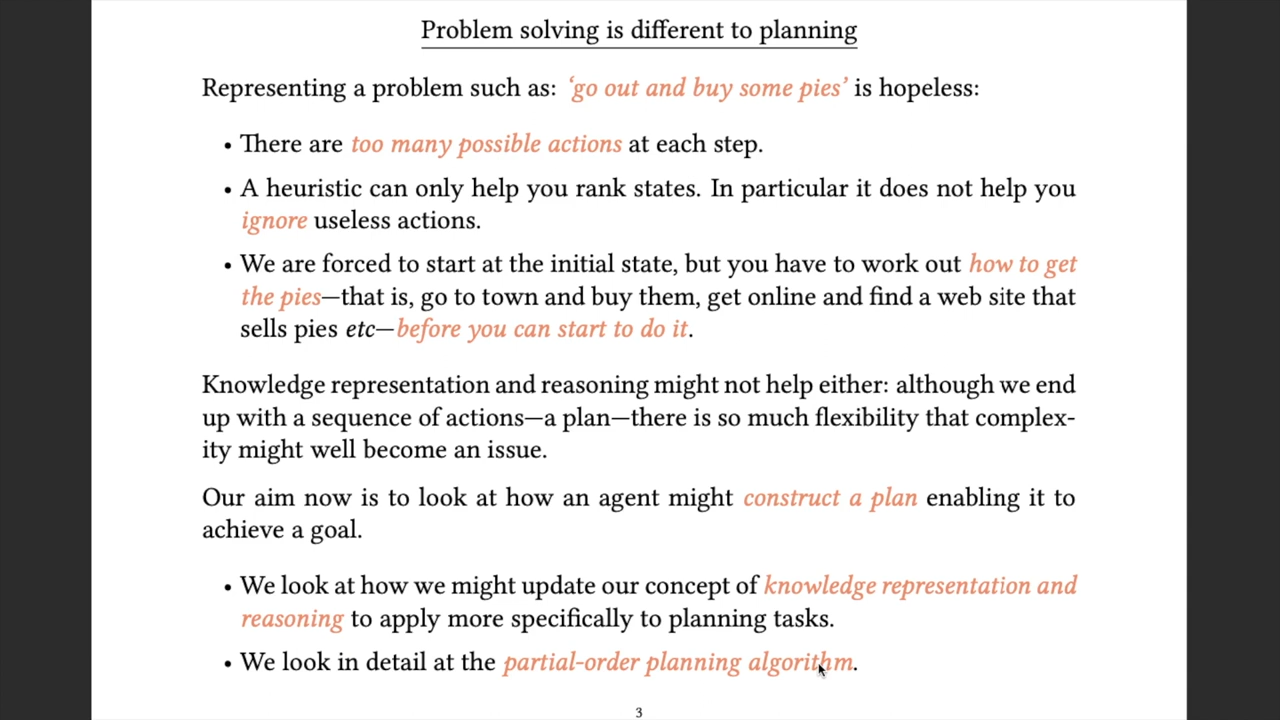 Problem solving is different to planning
Representing a problem such as: ‘go out and buy some pies’ is hopeless:
• There are too many possible actions at each step.
• A heuristic can only help you rank states. In particular it does not help you
ignore useless actions.
• We are forced to start at the initial state, but you have to work out how to get
the pies—that is, go to town and buy them, get online and find a web site that
sells pies etc—before you can start to do it.
Knowledge representation and reasoning might not help either: although we end
up with a sequence of actions—a plan—there is so much flexibility that complex-
ity might well become an issue.
Our aim now is to look at how an agent might construct a plan enabling it to
achieve a goal.
• We look at how we might update our concept of knowledge representation and
reasoning to apply more specifically to planning tasks.
• We look in detail at the partial-order planning algorithm.
3